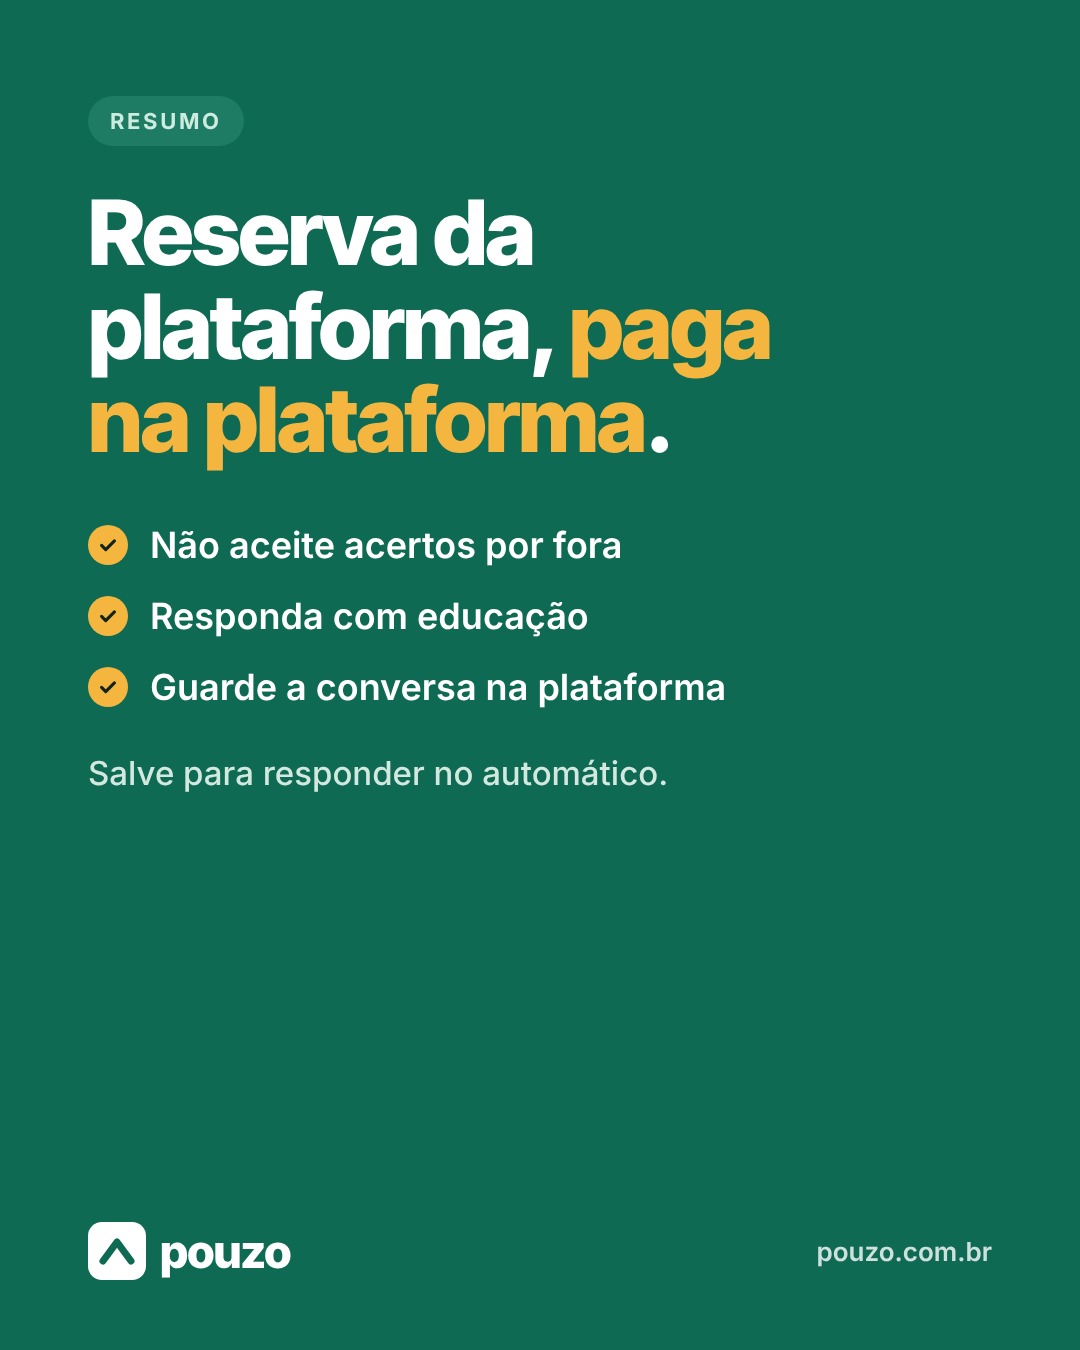 RESUMO
Reserva da
plataforma, paga
na plataforma.
Não aceite acertos por fora
Responda com educação
Guarde a conversa na plataforma
Salve para responder no automático.
pouzo
pouzo.com.br